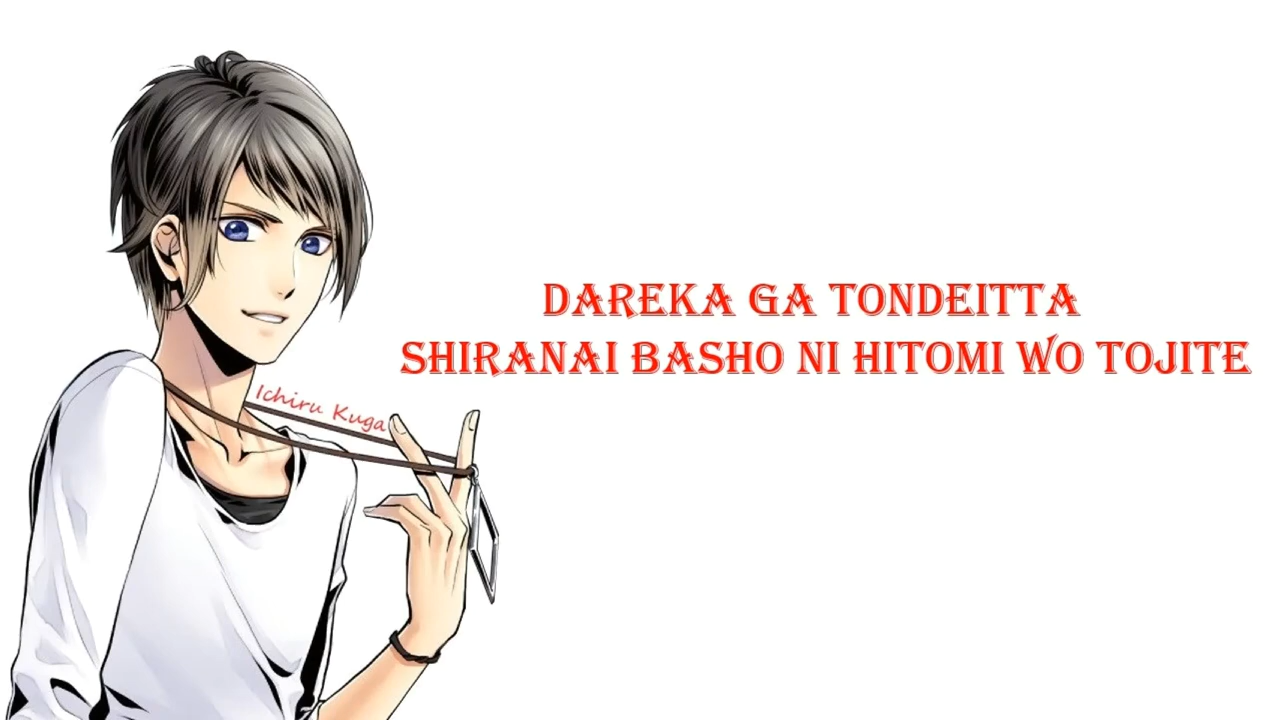 DAREKA GA TONDEITTA
SHIRANAI BASHO NI HITOMI WO TOJITE
Ichiru Kuga